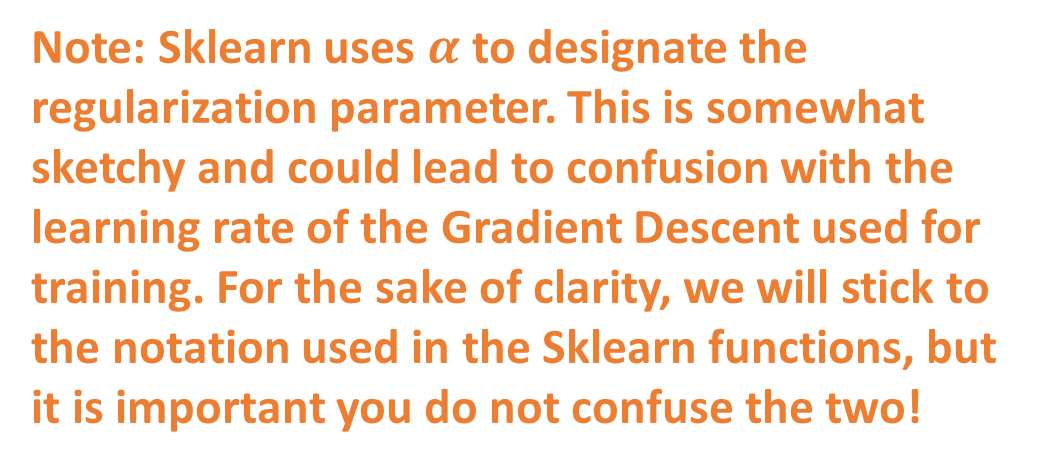 Note: Sklearn uses 𝜶 to designate the
regularization parameter. This is somewhat
sketchy and could lead to confusion with the
learning rate of the Gradient Descent used for
training. For the sake of clarity, we will stick to
the notation used in the Sklearn functions, but
it is important you do not confuse the two!